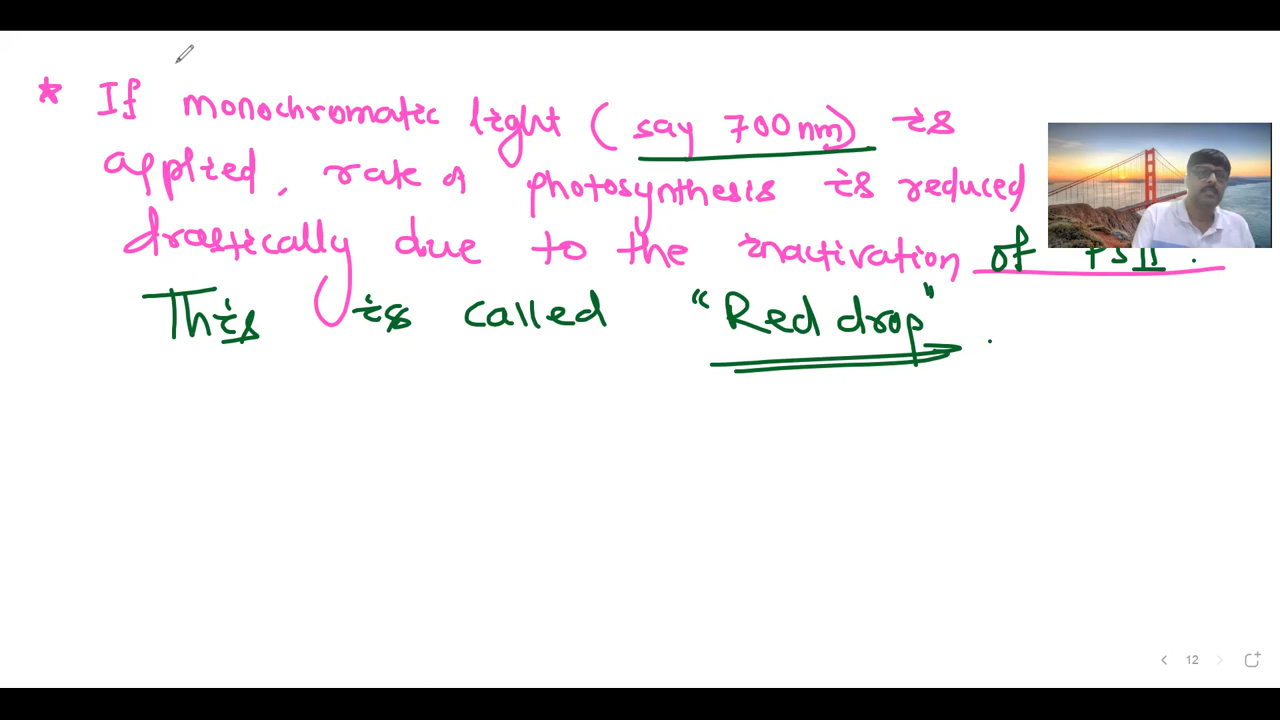 * If monochromatic light (say 700nm) is
applied, rate of photosynthesis is reduced
drastically due to the inactivation of PSII.
This is called "Red drop".
12